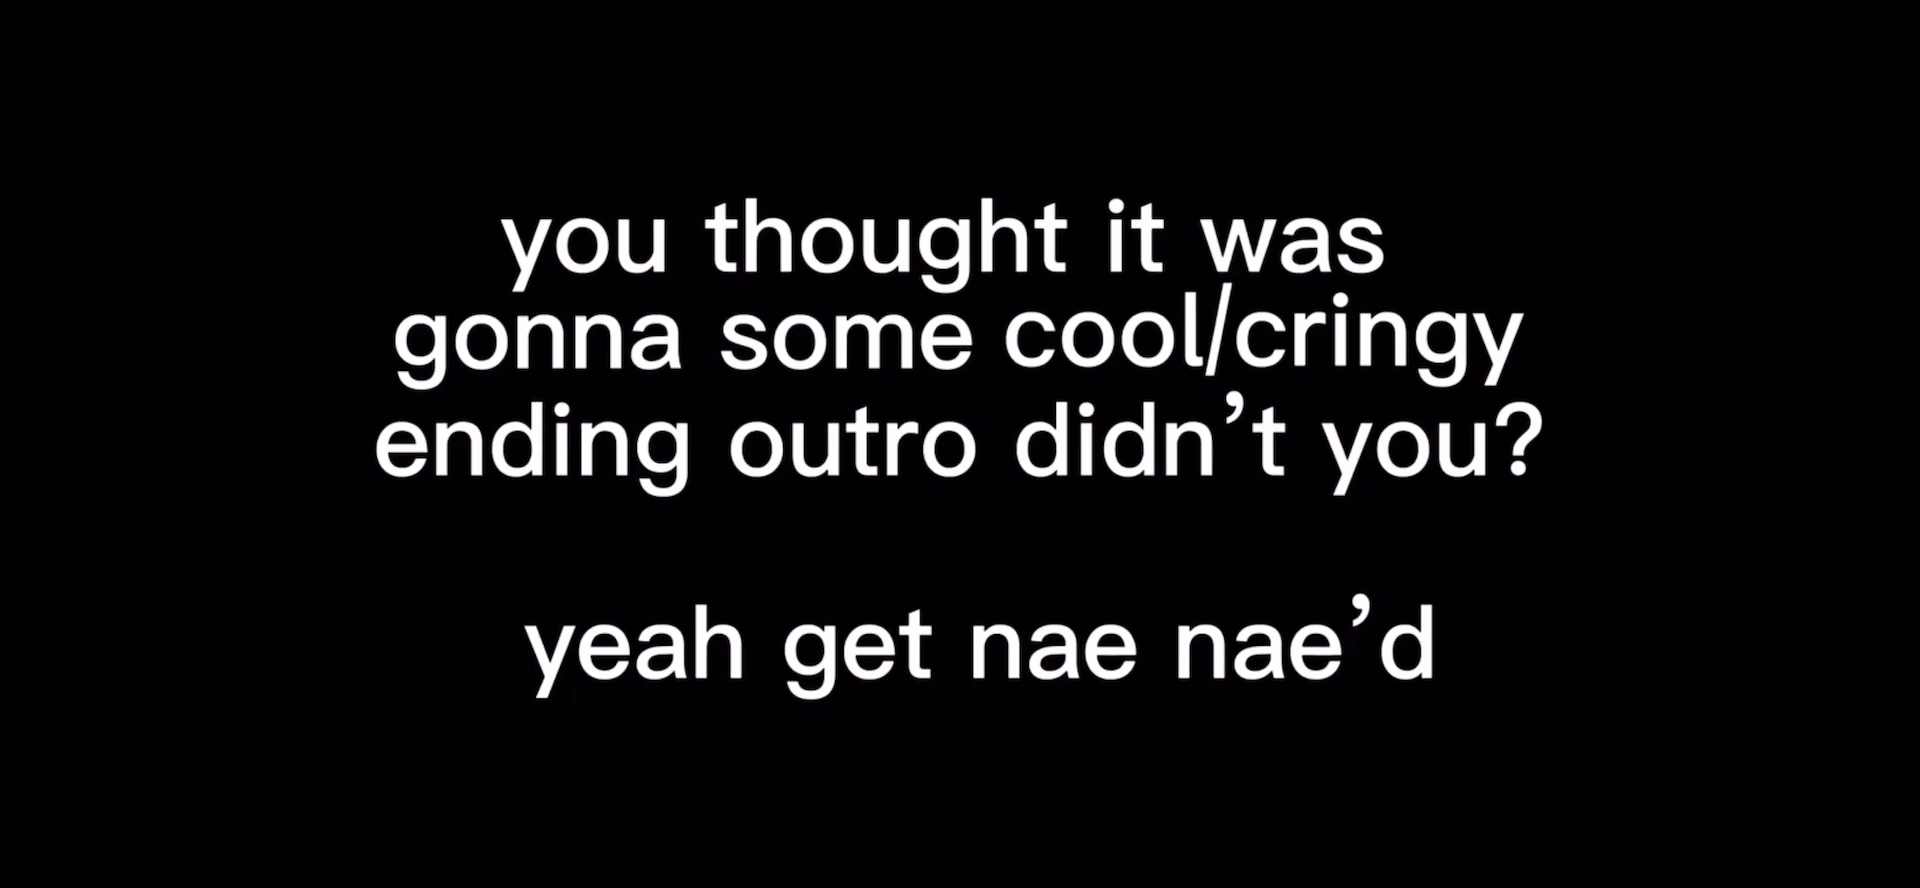 you thought it was
gonna some cool/cringy
ending outro didn’t you?
yeah get nae nae’d